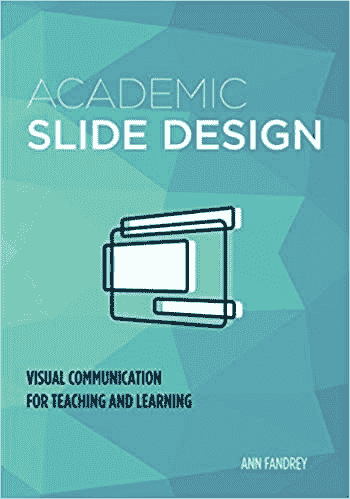 ACADEMIC
SLIDE DESIGN
VISUAL COMMUNICATION
FOR TEACHING AND LEARNING
ANN FANDREY